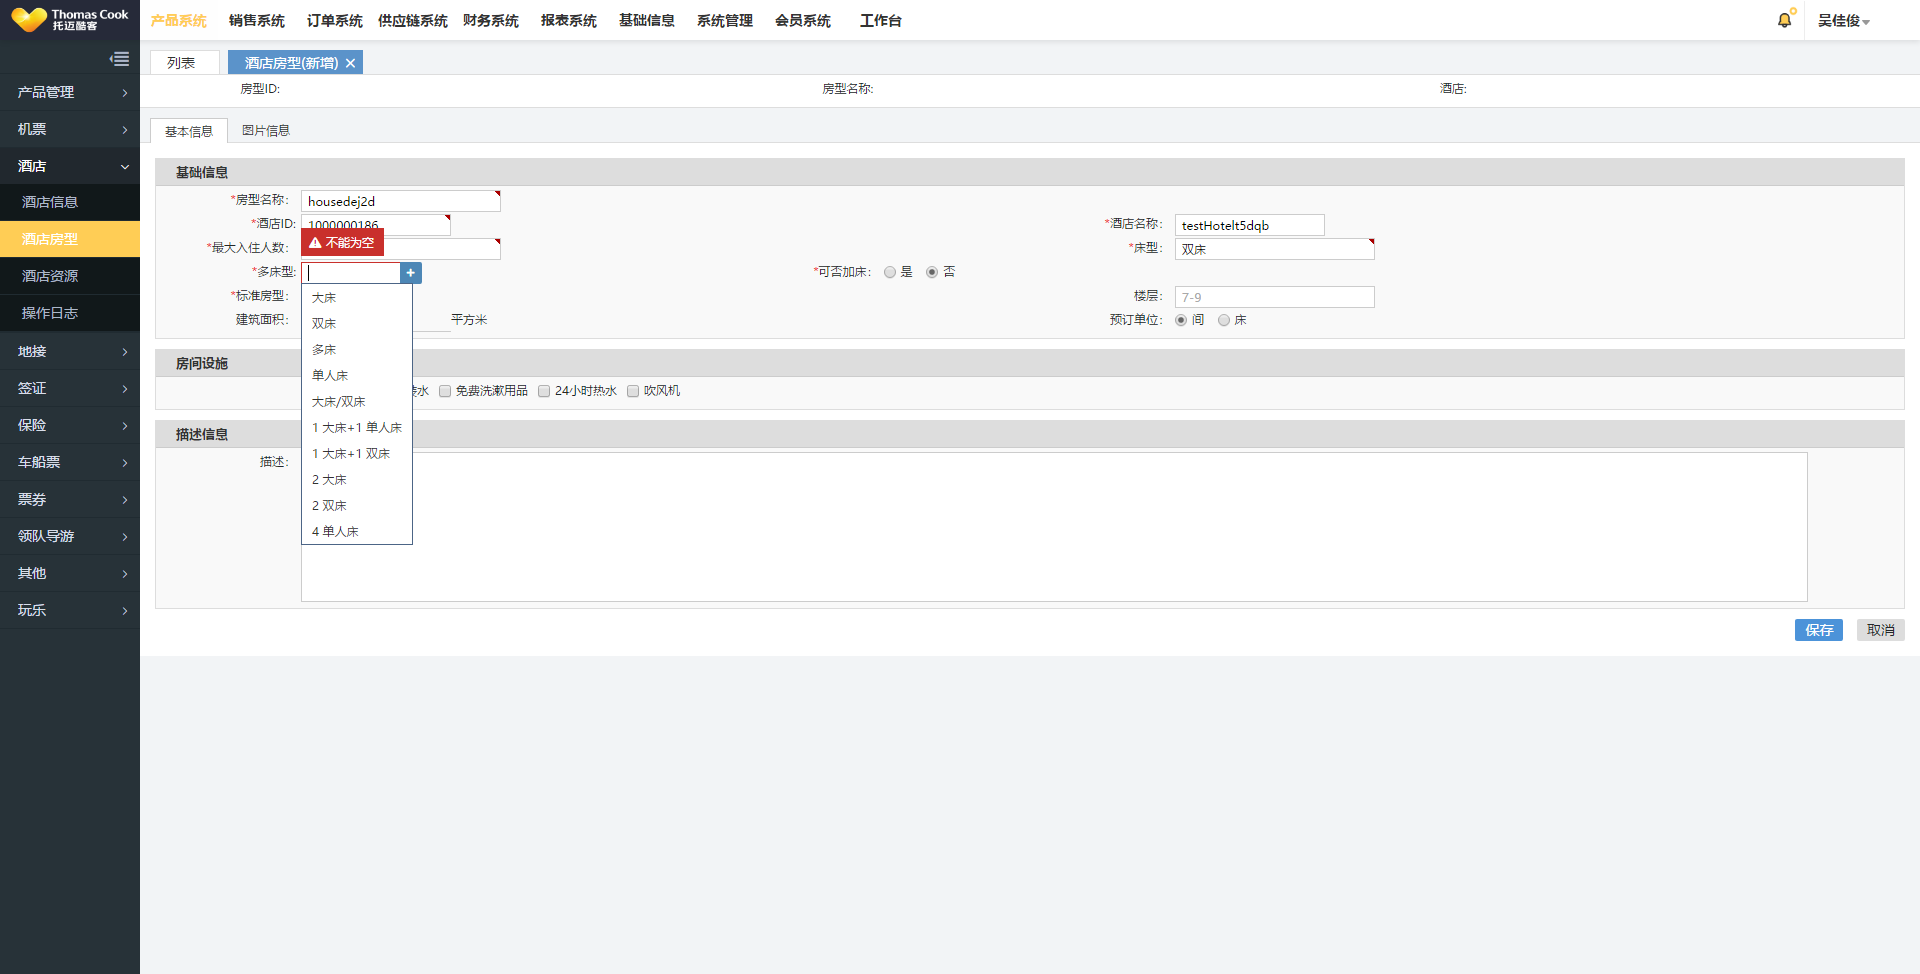 Thomas Cook
托迈酷客
产品系统 销售系统 订单系统 供应链系统 财务系统 报表系统 基础信息 系统管理 会员系统 工作台
吴佳俊
列表 酒店房型(新增)
房型ID: 房型名称: 酒店:
基本信息 图片信息
产品管理
机票
酒店
酒店信息
酒店房型
酒店资源
操作日志
地接
签证
保险
车船票
票券
领队导游
其他
玩乐
基础信息
*房型名称: housedej2d
*酒店ID: 1000000186 *酒店名称: testHotelt5dqb
不能为空
*最大入住人数: *床型: 双床
*多床型: *可否加床: 是 否
*标准房型: 楼层: 7-9
建筑面积: 平方米 预订单位: 间 床
大床
双床
多床
单人床
大床/双床
1 大床+1 单人床
1 大床+1 双床
2 大床
2 双床
4 单人床
房间设施
水 免费洗漱用品 24小时热水 吹风机
描述信息
描述:
保存 取消